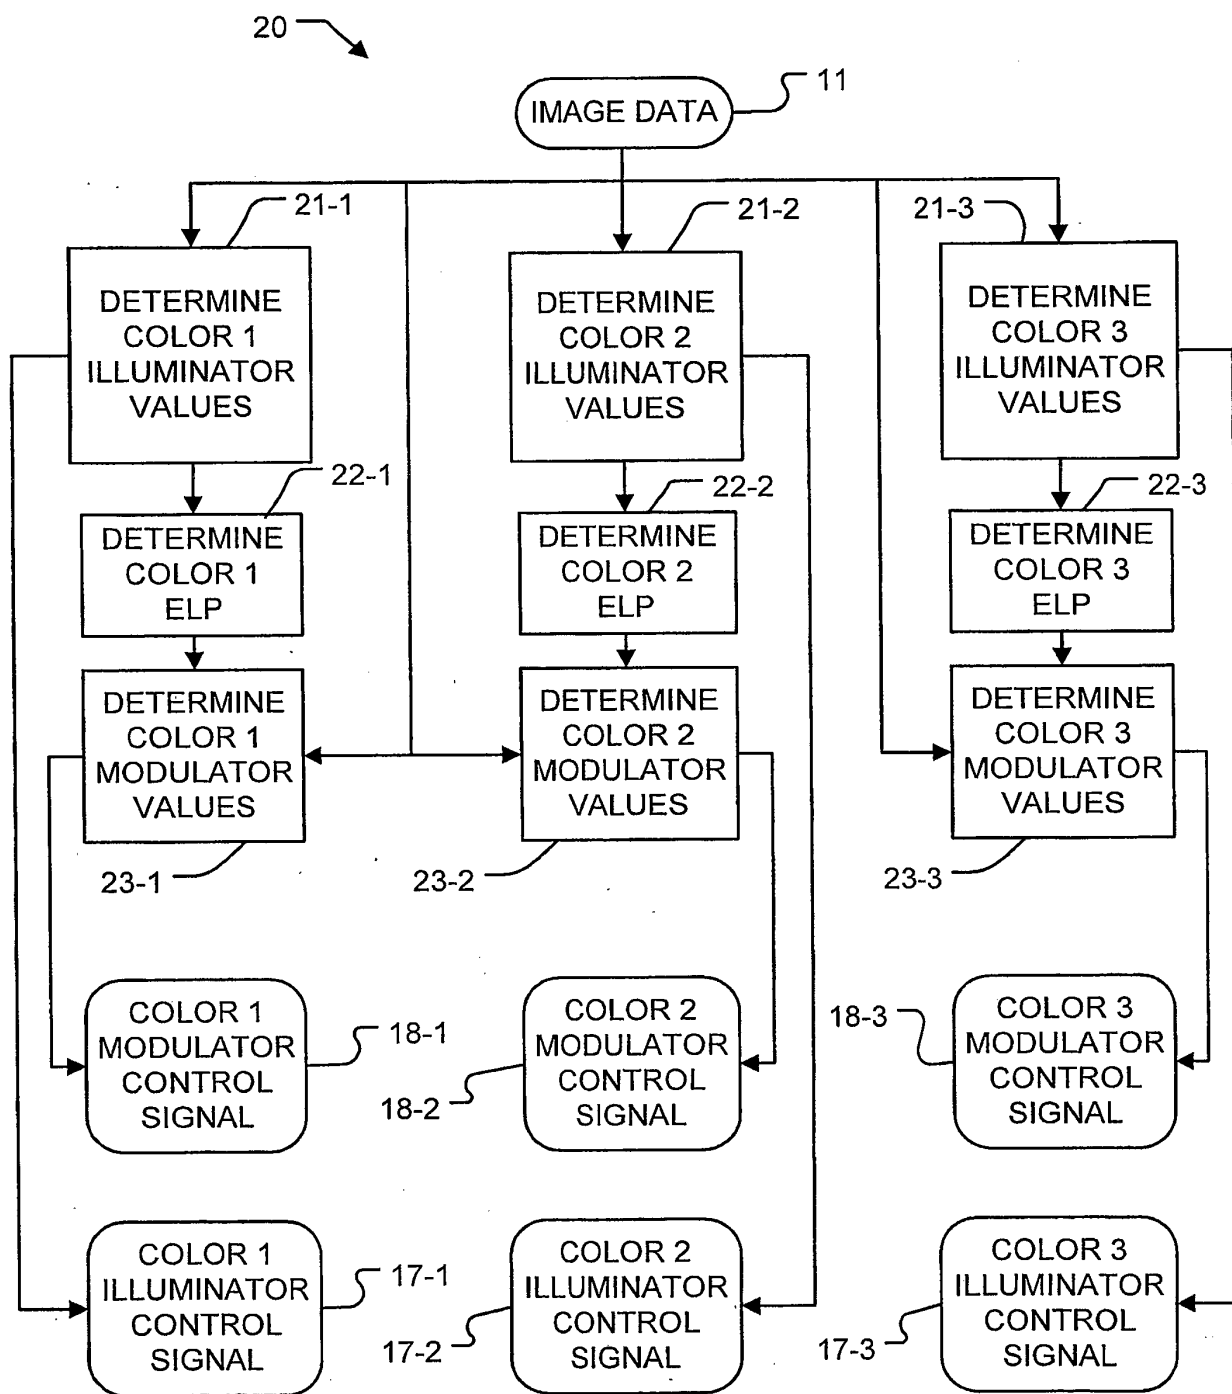 20
IMAGE DATA
11
21-1
21-2
21-3
DETERMINE
COLOR 1
ILLUMINATOR
VALUES
DETERMINE
COLOR 2
ILLUMINATOR
VALUES
DETERMINE
COLOR 3
ILLUMINATOR
VALUES
22-1
22-2
22-3
DETERMINE
COLOR 1
ELP
DETERMINE
COLOR 2
ELP
DETERMINE
COLOR 3
ELP
DETERMINE
COLOR 1
MODULATOR
VALUES
DETERMINE
COLOR 2
MODULATOR
VALUES
DETERMINE
COLOR 3
MODULATOR
VALUES
23-1
23-2
23-3
COLOR 1
MODULATOR
CONTROL
SIGNAL
18-1
COLOR 2
MODULATOR
CONTROL
SIGNAL
18-2
COLOR 3
MODULATOR
CONTROL
SIGNAL
18-3
COLOR 1
ILLUMINATOR
CONTROL
SIGNAL
17-1
COLOR 2
ILLUMINATOR
CONTROL
SIGNAL
17-2
COLOR 3
ILLUMINATOR
CONTROL
SIGNAL
17-3